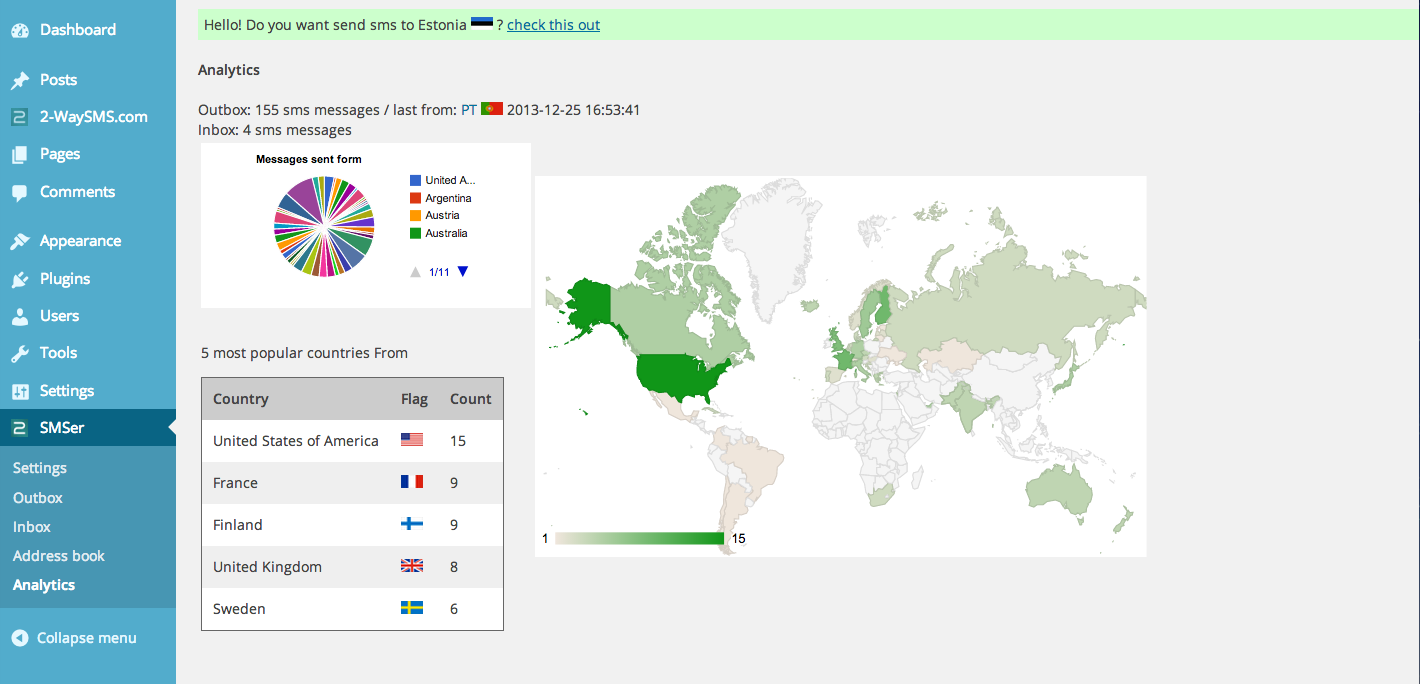 Dashboard
Posts
2-WaySMS.com
Pages
Comments
Appearance
Plugins
Users
Tools
Settings
SMSer
Settings
Outbox
Inbox
Address book
Analytics
Collapse menu
Hello! Do you want send sms to Estonia ? check this out
Analytics
Outbox: 155 sms messages / last from: PT 2013-12-25 16:53:41
Inbox: 4 sms messages
Messages sent form
United A...
Argentina
Austria
Australia
1/11
5 most popular countries From
Country Flag Count
United States of America 15
France 9
Finland 9
United Kingdom 8
Sweden 6
1 15